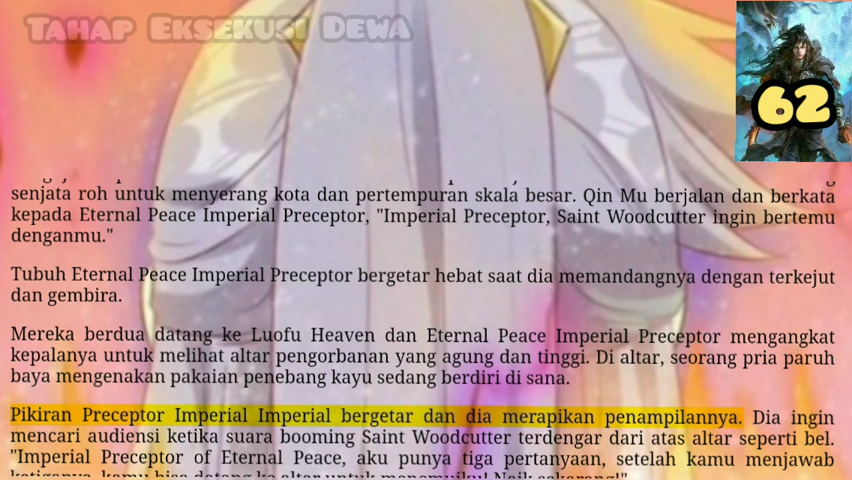 Tahap Eksekusi Dewa
62
senjata roh untuk menyerang kota dan pertempuran skala besar. Qin Mu berjalan dan berkata
kepada Eternal Peace Imperial Preceptor, "Imperial Preceptor, Saint Woodcutter ingin bertemu
denganmu."
Tubuh Eternal Peace Imperial Preceptor bergetar hebat saat dia memandangnya dengan terkejut
dan gembira.
Mereka berdua datang ke Luofu Heaven dan Eternal Peace Imperial Preceptor mengangkat
kepalanya untuk melihat altar pengorbanan yang agung dan tinggi. Di altar, seorang pria paruh
baya mengenakan pakaian penebang kayu sedang berdiri di sana.
Pikiran Preceptor Imperial Imperial bergetar dan dia merapikan penampilannya. Dia ingin
mencari audiensi ketika suara booming Saint Woodcutter terdengar dari atas altar seperti bel.
"Imperial Preceptor of Eternal Peace, aku punya tiga pertanyaan, setelah kamu menjawab